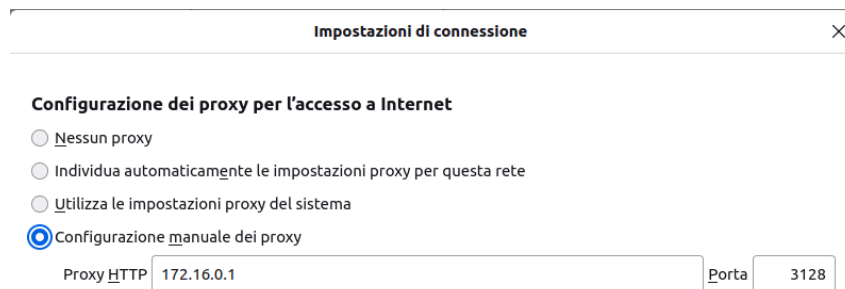 Impostazioni di connessione
Configurazione dei proxy per l’accesso a Internet
Nessun proxy
Individua automaticamente le impostazioni proxy per questa rete
Utilizza le impostazioni proxy del sistema
Configurazione manuale dei proxy
Proxy HTTP 172.16.0.1 Porta 3128